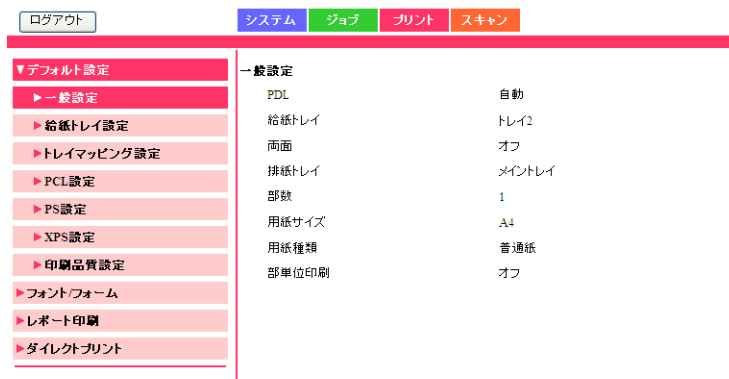 ログアウト
システム ジョブ プリント スキャン
▼デフォルト設定
▶一般設定
▶給紙トレイ設定
▶トレイマッピング設定
▶PCL設定
▶PS設定
▶XPS設定
▶印刷品質設定
▶フォント/フォーム
▶レポート印刷
▶ダイレクトプリント
一般設定
PDL 自動
給紙トレイ トレイ2
両面 オフ
排紙トレイ メイントレイ
部数 1
用紙サイズ A4
用紙種類 普通紙
部単位印刷 オフ